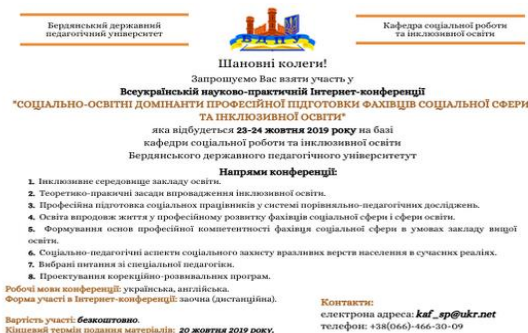 Бердянський державний
педагогічний університет
БДПУ
Кафедра соціальної роботи
та інклюзивної освіти
Шановні колеги!
Запрошуємо Вас взяти участь у
Всеукраїнській науково-практичній Інтернет-конференції
"СОЦІАЛЬНО-ОСВІТНІ ДОМІНАНТИ ПРОФЕСІЙНОЇ ПІДГОТОВКИ ФАХІВЦІВ СОЦІАЛЬНОЇ СФЕРИ
ТА ІНКЛЮЗИВНОЇ ОСВІТИ"
яка відбудеться 23-24 жовтня 2019 року на базі
кафедри соціальної роботи та інклюзивної освіти
Бердянського державного педагогічного університетут
Напрями конференції:
1. Інклюзивне середовище закладу освіти.
2. Теоретико-правичні засади впровадження інклюзивної освіти.
3. Професійна підготовка соціальних працівників у системі порівняльно-педагогічних досліджень.
4. Освіта впродовж життя у професійному розвитку фахівців соціальної сфери і сфери освіти.
5. Формування основ професійної компетентності фахівця соціальної сфери в умовах закладу вищої
освіти.
6. Соціально-педагогічні аспекти соціального захисту вразливих верств населення в сучасних реаліях.
7. Вибрані питання зі спеціальної педагогіки.
8. Проектування корекційно-розвивальних програм.
Робочі мови конференції: українська, англійська.
Форма участі в Інтернет-конференції: заочна (дистанційна).
Вартість участі: безкоштовно.
Кінцевий термін подання матеріалів: 20 жовтня 2019 року.
Контакти:
електрона адреса: kaf_sp@ukr.net
телефон: +38(066)-466-30-09